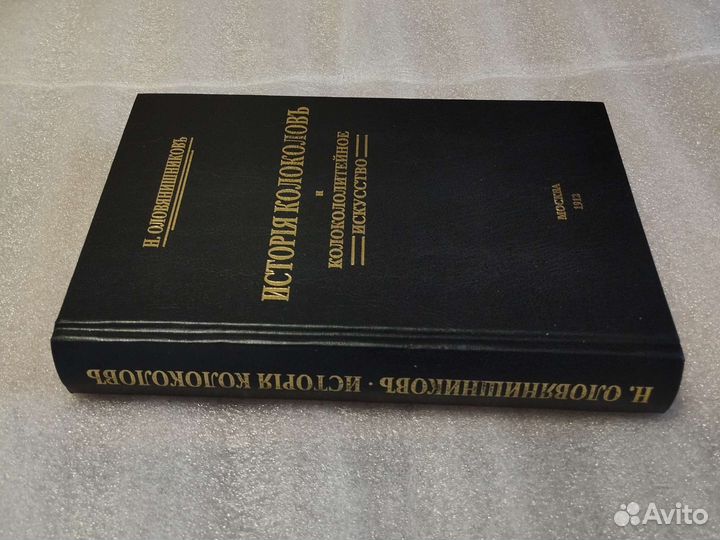 Н. ОЛОВЯНИШНИКОВЪ
ИСТОРІЯ КОЛОКОЛОВЪ
И
КОЛОКОЛОЛИТЕЙНОЕ
ИСКУССТВО
МОСКВА
1912
Н. ОЛОВЯНИШНИКОВЪ · ИСТОРІЯ КОЛОКОЛОВЪ
Avito